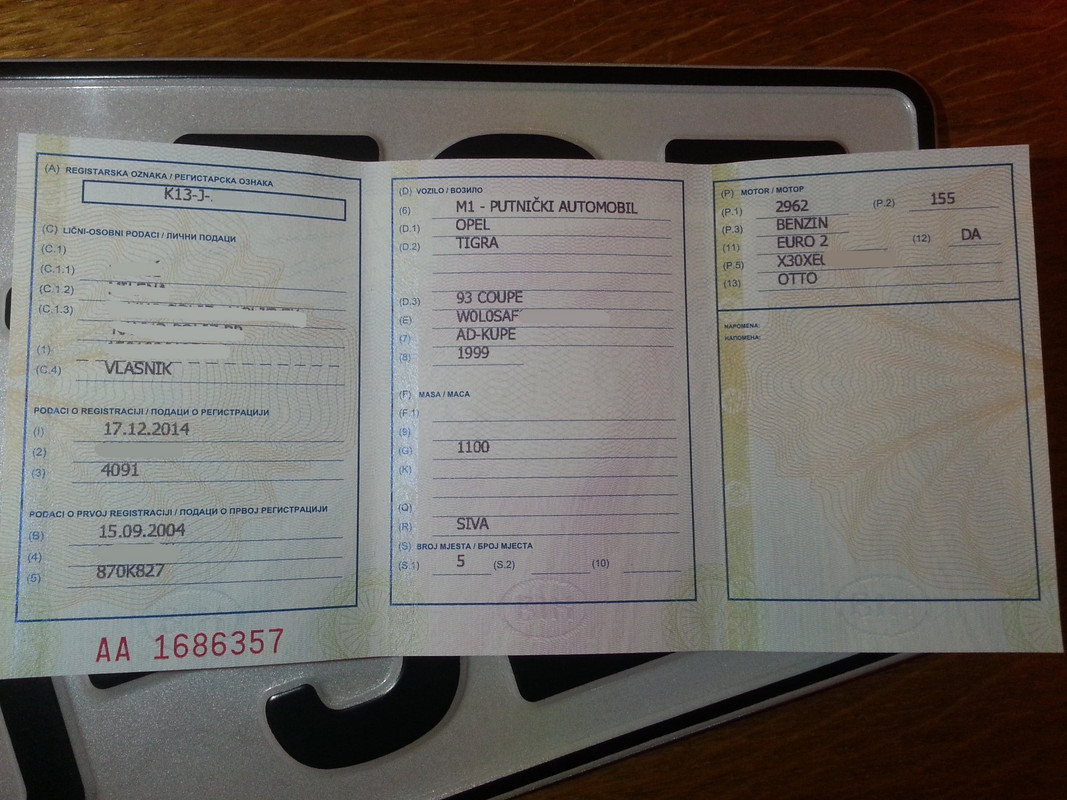 (A) REGISTARSKA OZNAKA / РЕГИСТАРСКА ОЗНАКА
K13-J-
(C) LIČNI-OSOBNI PODACI / ЛИЧНИ ПОДАЦИ
(C.1)
(C.1.1)
(C.1.2)
(C.1.3)
(1)
(C.4) VLASNIK
PODACI O REGISTRACIJI / ПОДАЦИ О РЕГИСТРАЦИЈИ
(I) 17.12.2014
(2)
(3) 4091
PODACI O PRVOJ REGISTRACIJI / ПОДАЦИ О ПРВОЈ РЕГИСТРАЦИЈИ
(B) 15.09.2004
(4)
(5) 870K827
AA 1686357
(D) VOZILO / ВОЗИЛО
(6) M1 - PUTNIČKI AUTOMOBIL
(D.1) OPEL
(D.2) TIGRA
(D.3) 93 COUPE
(E) W0L0SAF
(7) AD-KUPE
(8) 1999
(F) MASA / МАСА
(F.1)
(9)
(G) 1100
(K)
(Q)
(R) SIVA
(S) BROJ MJESTA / БРОЈ МЈЕСТА
(S.1) 5 (S.2) (10)
(P) MOTOR / МОТОР
(P.1) 2962 (P.2) 155
(P.3) BENZIN
(11) EURO 2 (12) DA
(P.5) X30XE
(13) OTTO
NAPOMENA:
НАПОМЕНА: